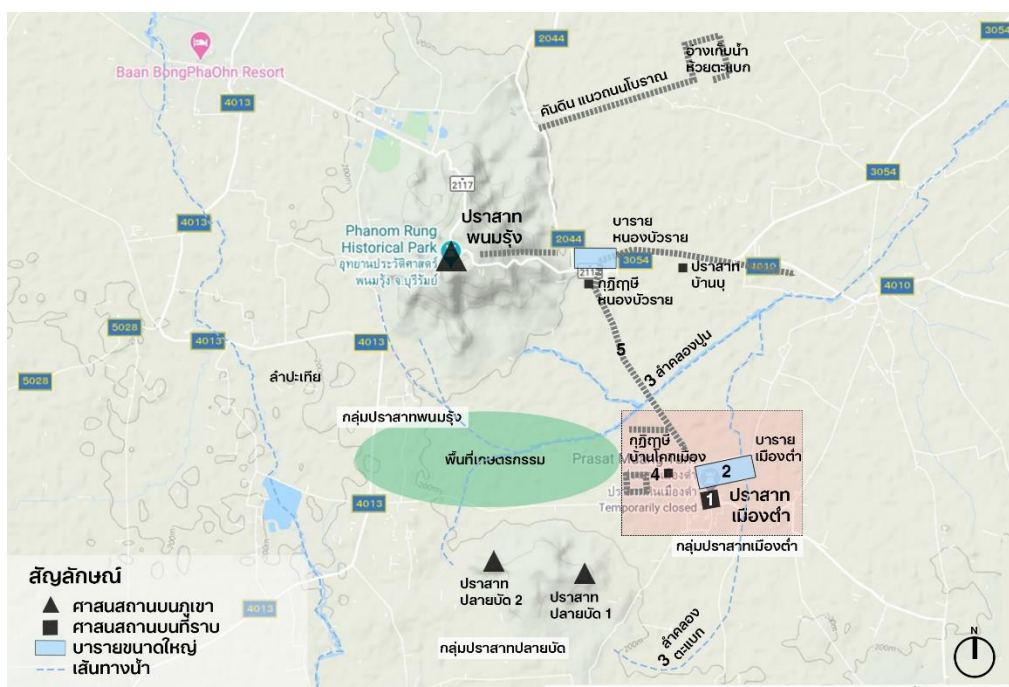 2044
3054
Baan BongPhaOhn Resort
อ่างเก็บน้ำ
ห้วยตะแบก
4013
คันดิน แนวถนนโบราณ
3054
2117
ปราสาท
พนมรุ้ง
4013
บาราย
หนองบัวราย
Phanom Rung
Historical Park
อุทยานประวัติศาสตร์
พนมรุ้ง จ.บุรีรัมย์
2044
3054
ปราสาท
บ้านบุ
กุฏิฤๅษี
หนองบัวราย
4010
5028
4013
5
3 ลำคลองปูน
5028
ลำปะเทีย
กลุ่มปราสาทพนมรุ้ง
กุฏิฤๅษี
บ้านโคกเมือง
บาราย
เมืองต่ำ
พื้นที่เกษตรกรรม
4
2
1
ปราสาท
เมืองต่ำ
Temporarily closed
4013
กลุ่มปราสาทเมืองต่ำ
ปราสาท
ปลายบัด 2
ปราสาท
ปลายบัด 1
กลุ่มปราสาทปลายบัด
3 ลำคลอง
ตะแบก
สัญลักษณ์
ศาสนสถานบนภูเขา
ศาสนสถานบนที่ราบ
บารายขนาดใหญ่
เส้นทางน้ำ
4013
N